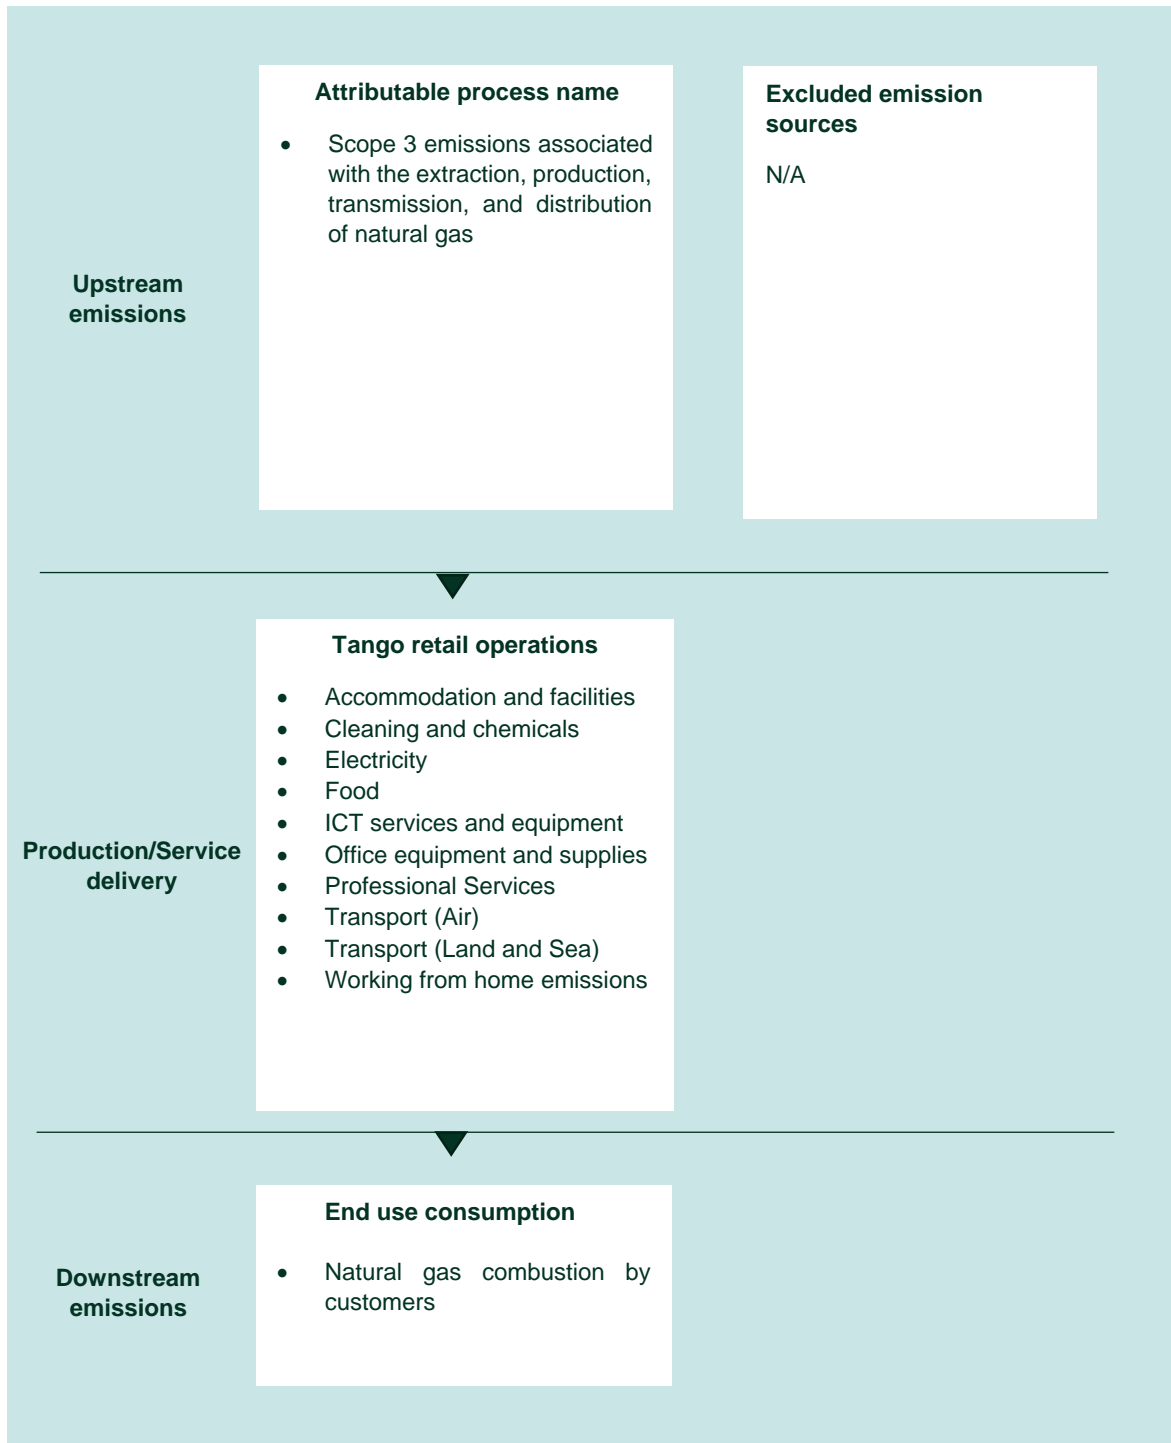 Attributable process name
• Scope 3 emissions associated
with the extraction, production,
transmission, and distribution
of natural gas
Excluded emission
sources
N/A
Upstream
emissions
Tango retail operations
• Accommodation and facilities
• Cleaning and chemicals
• Electricity
• Food
• ICT services and equipment
• Office equipment and supplies
• Professional Services
• Transport (Air)
• Transport (Land and Sea)
• Working from home emissions
Production/Service
delivery
End use consumption
• Natural gas combustion by
customers
Downstream
emissions